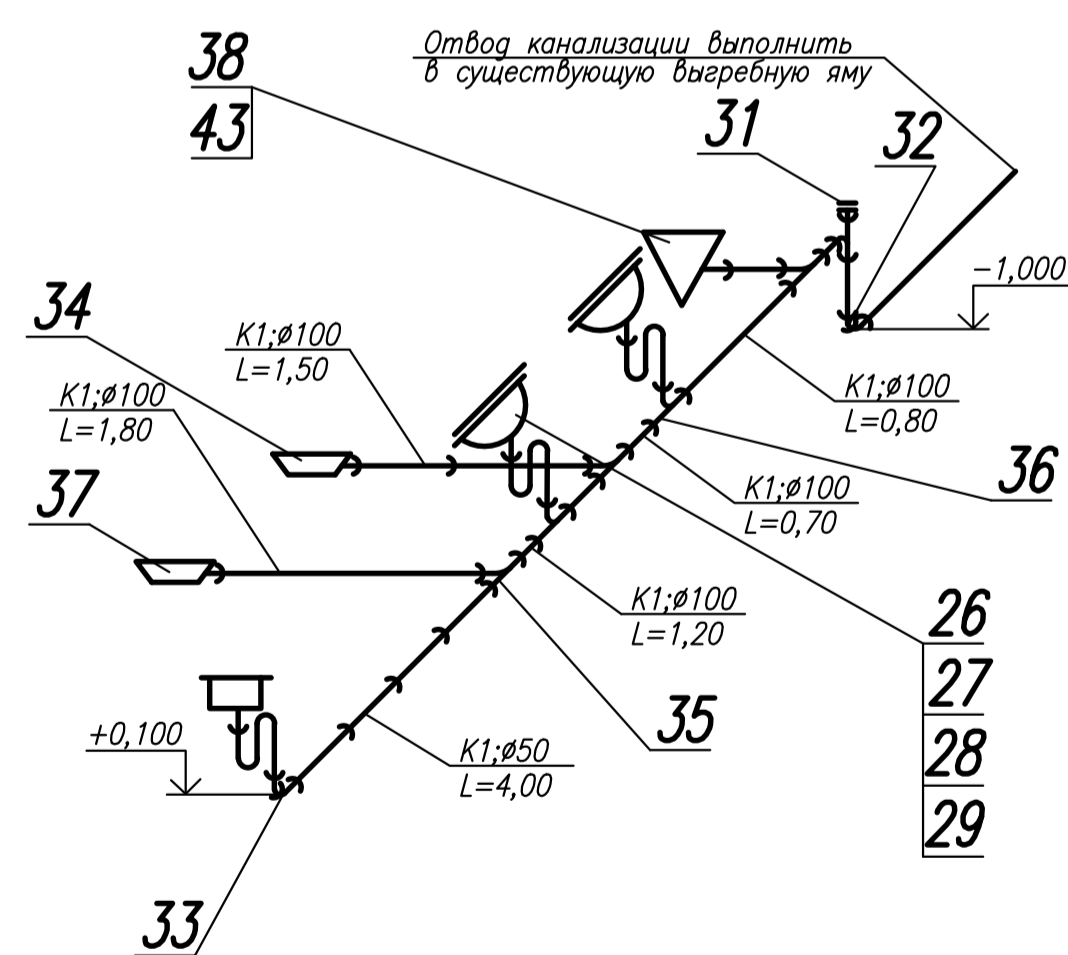 Отвод канализации выполнить
в существующую выгребную яму
38
43
31
32
-1,000
34
K1;ø100
L=1,50
K1;ø100
L=1,80
K1;ø100
L=0,80
37
36
K1;ø100
L=0,70
K1;ø100
L=1,20
26
27
28
29
35
+0,100
K1;ø50
L=4,00
33